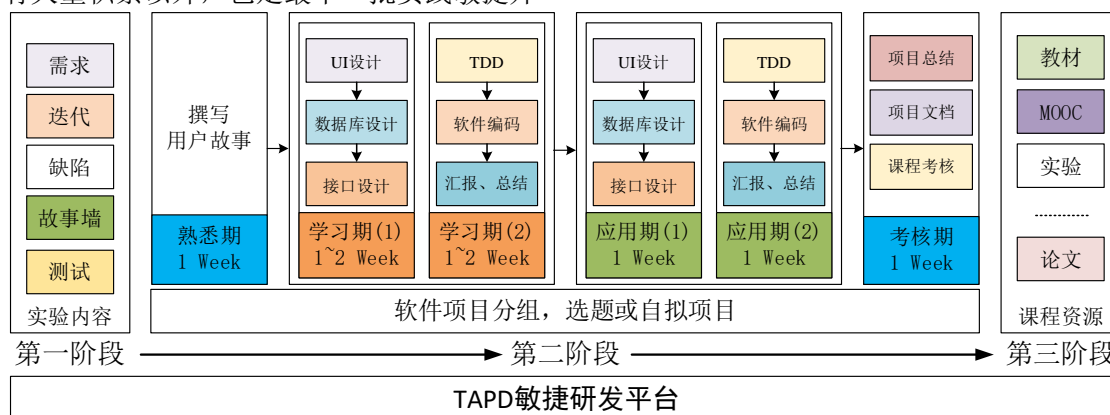 需求
迭代
缺陷
故事墙
测试
实验内容
撰写
用户故事
熟悉期
1 Week
UI设计
数据库设计
接口设计
学习期(1)
1~2 Week
TDD
软件编码
汇报、总结
学习期(2)
1~2 Week
UI设计
数据库设计
接口设计
应用期(1)
1 Week
TDD
软件编码
汇报、总结
应用期(2)
1 Week
项目总结
项目文档
课程考核
考核期
1 Week
软件项目分组，选题或自拟项目
教材
MOOC
实验
论文
课程资源
第一阶段
第二阶段
第三阶段
TAPD敏捷研发平台